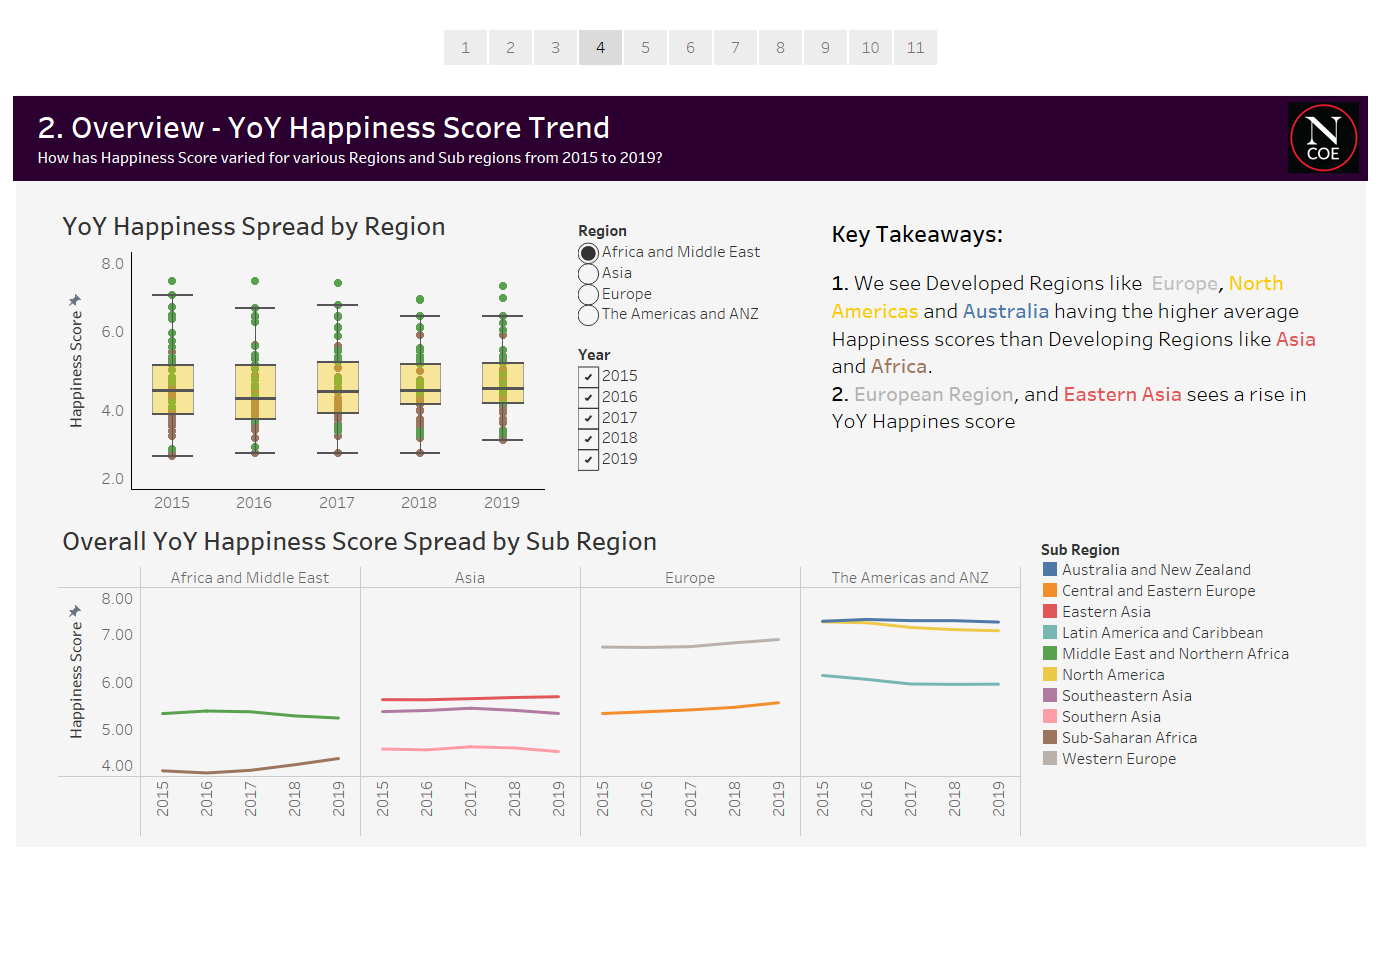 1 2 3 4 5 6 7 8 9 10 11
2. Overview - YoY Happiness Score Trend
How has Happiness Score varied for various Regions and Sub regions from 2015 to 2019?
N
COE
YoY Happiness Spread by Region
Happiness Score
8.0
6.0
4.0
2.0
2015 2016 2017 2018 2019
Region
Africa and Middle East
Asia
Europe
The Americas and ANZ
Year
2015
2016
2017
2018
2019
Key Takeaways:
1. We see Developed Regions like Europe, North
Americas and Australia having the higher average
Happiness scores than Developing Regions like Asia
and Africa.
2. European Region, and Eastern Asia sees a rise in
YoY Happines score
Overall YoY Happiness Score Spread by Sub Region
Africa and Middle East Asia Europe The Americas and ANZ
Happiness Score
8.00
7.00
6.00
5.00
4.00
2015 2016 2017 2018 2019 2015 2016 2017 2018 2019 2015 2016 2017 2018 2019 2015 2016 2017 2018 2019
Sub Region
Australia and New Zealand
Central and Eastern Europe
Eastern Asia
Latin America and Caribbean
Middle East and Northern Africa
North America
Southeastern Asia
Southern Asia
Sub-Saharan Africa
Western Europe